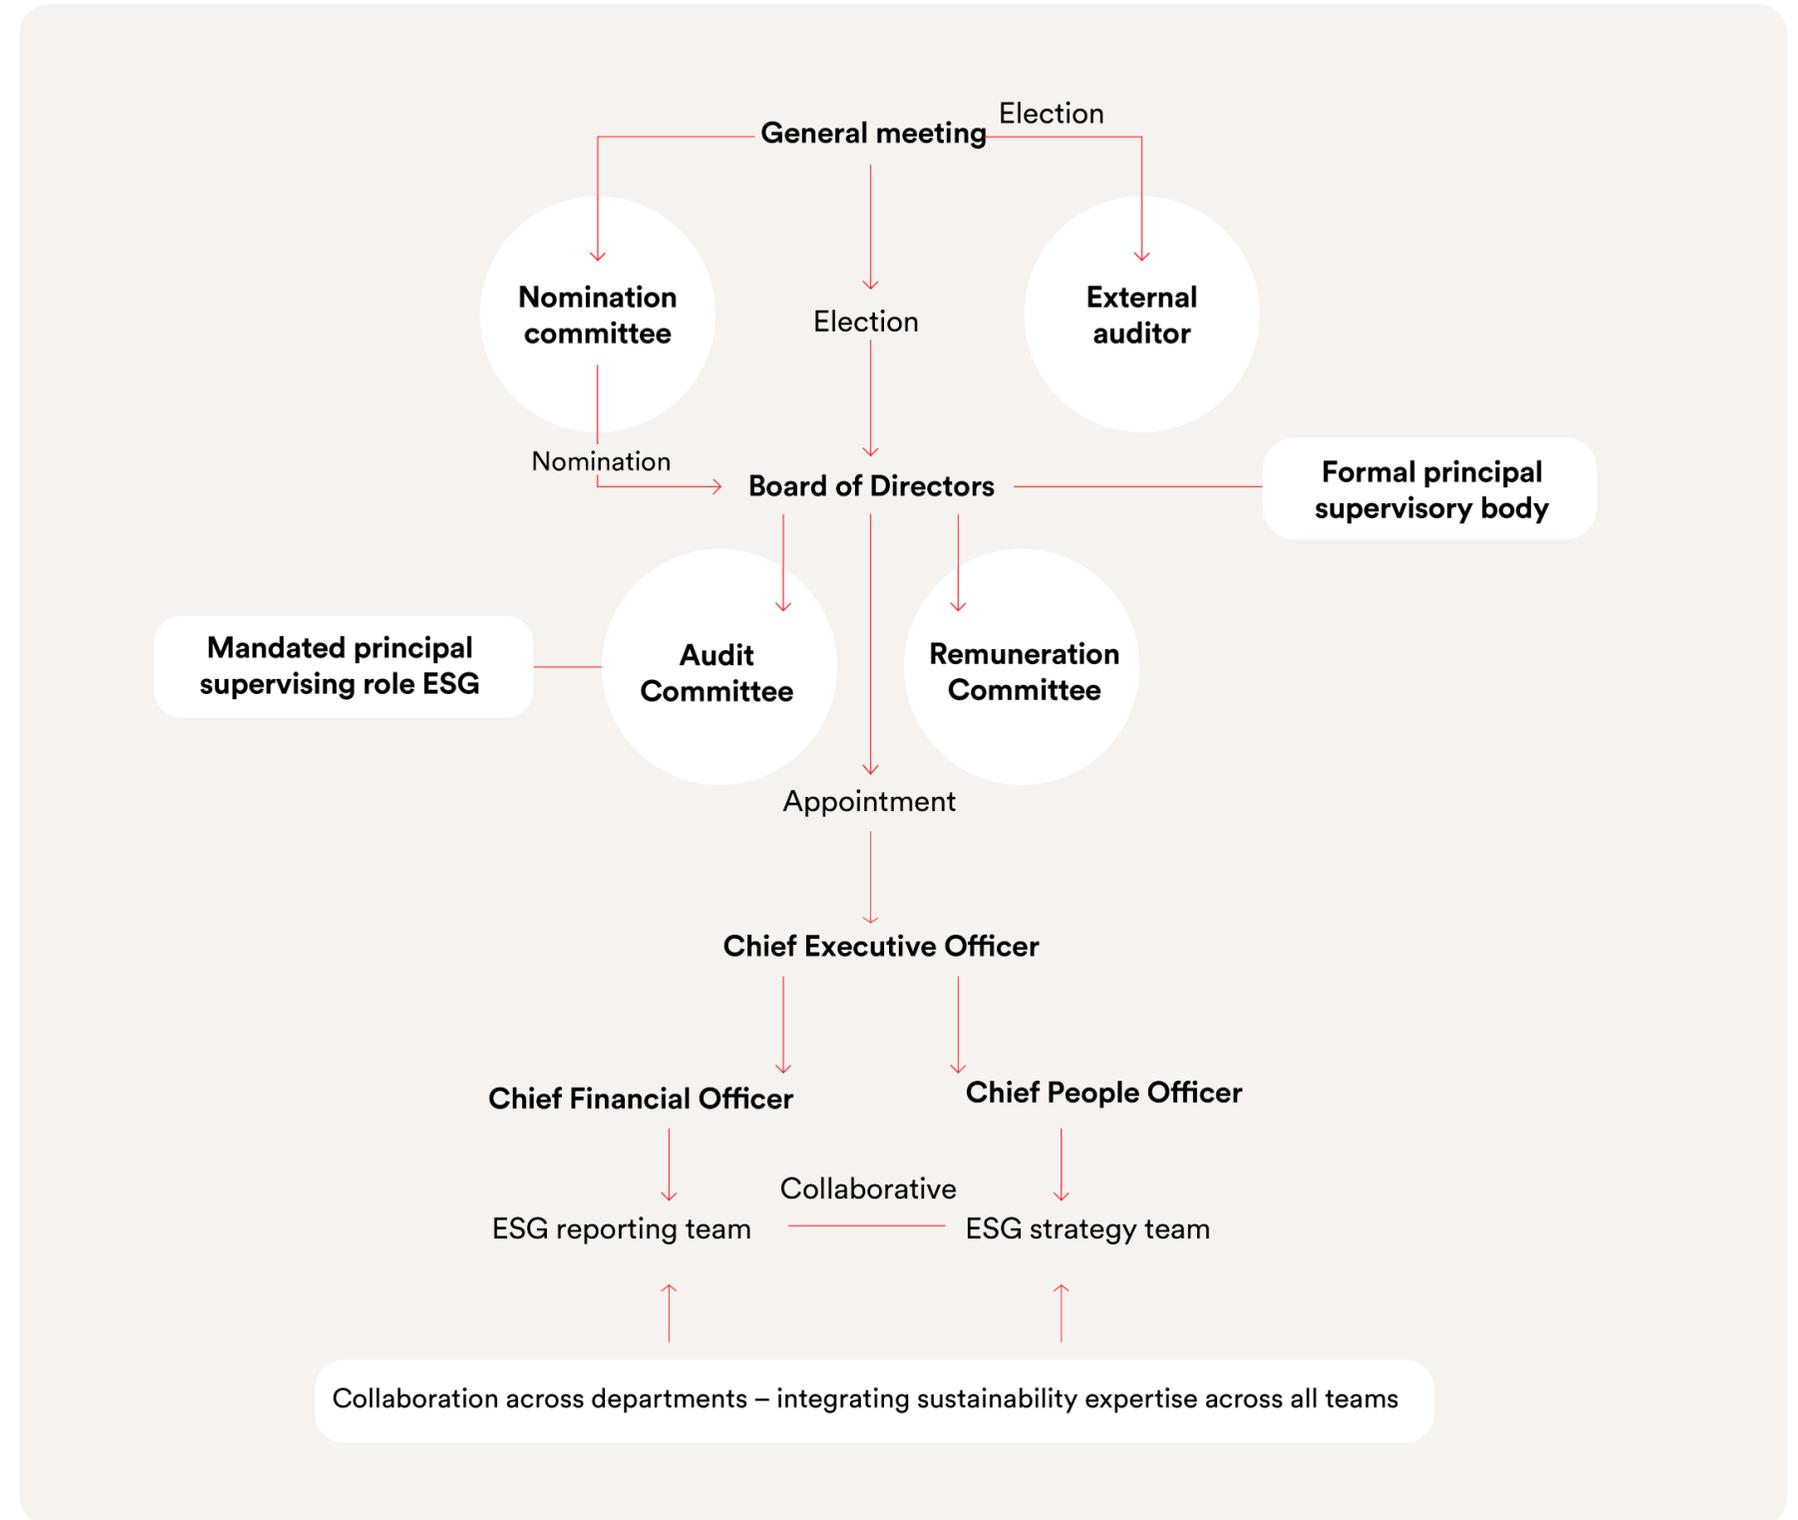 Election
General meeting
Nomination
committee
Election
External
auditor
Nomination
Board of Directors
Formal principal
supervisory body
Mandated principal
supervising role ESG
Audit
Committee
Remuneration
Committee
Appointment
Chief Executive Officer
Chief Financial Officer
Chief People Officer
Collaborative
ESG reporting team
ESG strategy team
Collaboration across departments – integrating sustainability expertise across all teams